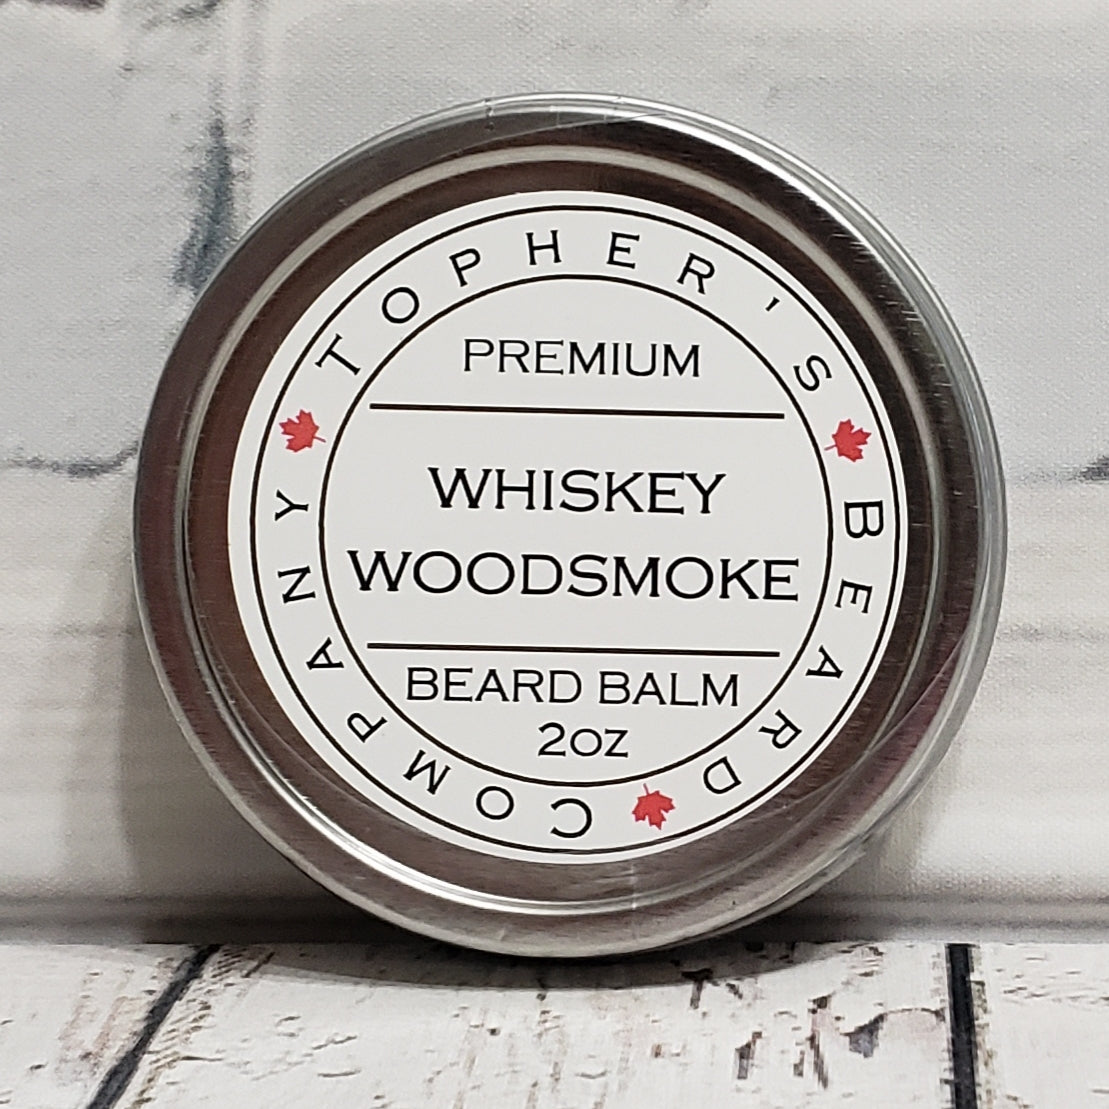 TOPHER'S BEARD COMPANY
PREMIUM
WHISKEY
WOODSMOKE
BEARD BALM
2OZ